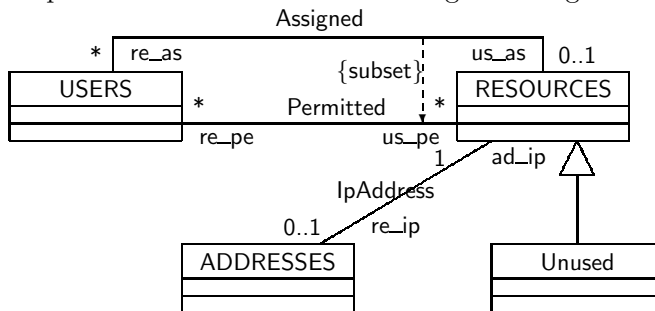 Assigned
* re_as us_as 0..1
{subset}
USERS RESOURCES
* Permitted *
re_pe us_pe
1 ad_ip
IpAddress
0..1 re_ip
ADDRESSES Unused